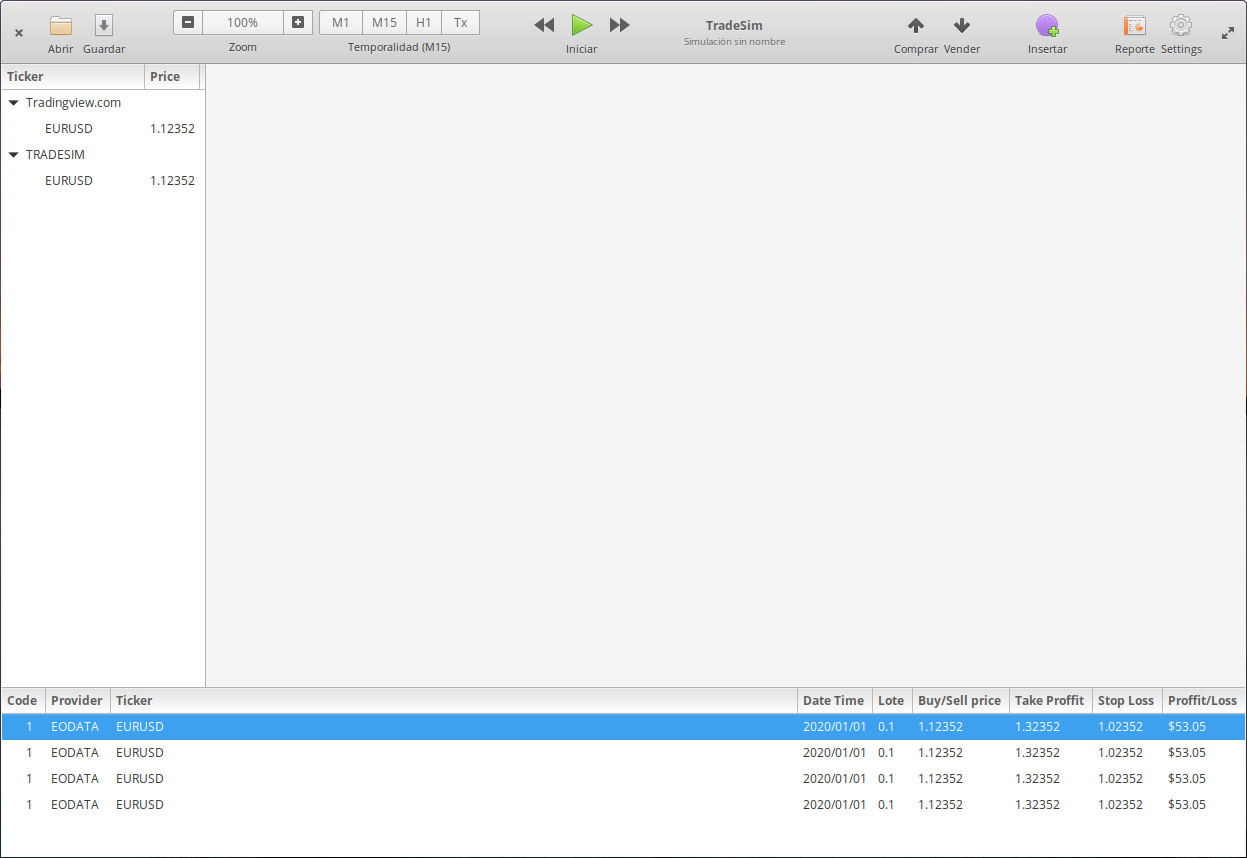 100% M1 M15 H1 Tx
TradeSim
Simulación sin nombre
Abrir Guardar Zoom Temporalidad (M15) Iniciar Comprar Vender Insertar Reporte Settings
Ticker Price
Tradingview.com
EURUSD 1.12352
TRADESIM
EURUSD 1.12352
Code Provider Ticker Date Time Lote Buy/Sell price Take Proffit Stop Loss Proffit/Loss
1 EODATA EURUSD 2020/01/01 0.1 1.12352 1.32352 1.02352 $53.05
1 EODATA EURUSD 2020/01/01 0.1 1.12352 1.32352 1.02352 $53.05
1 EODATA EURUSD 2020/01/01 0.1 1.12352 1.32352 1.02352 $53.05
1 EODATA EURUSD 2020/01/01 0.1 1.12352 1.32352 1.02352 $53.05